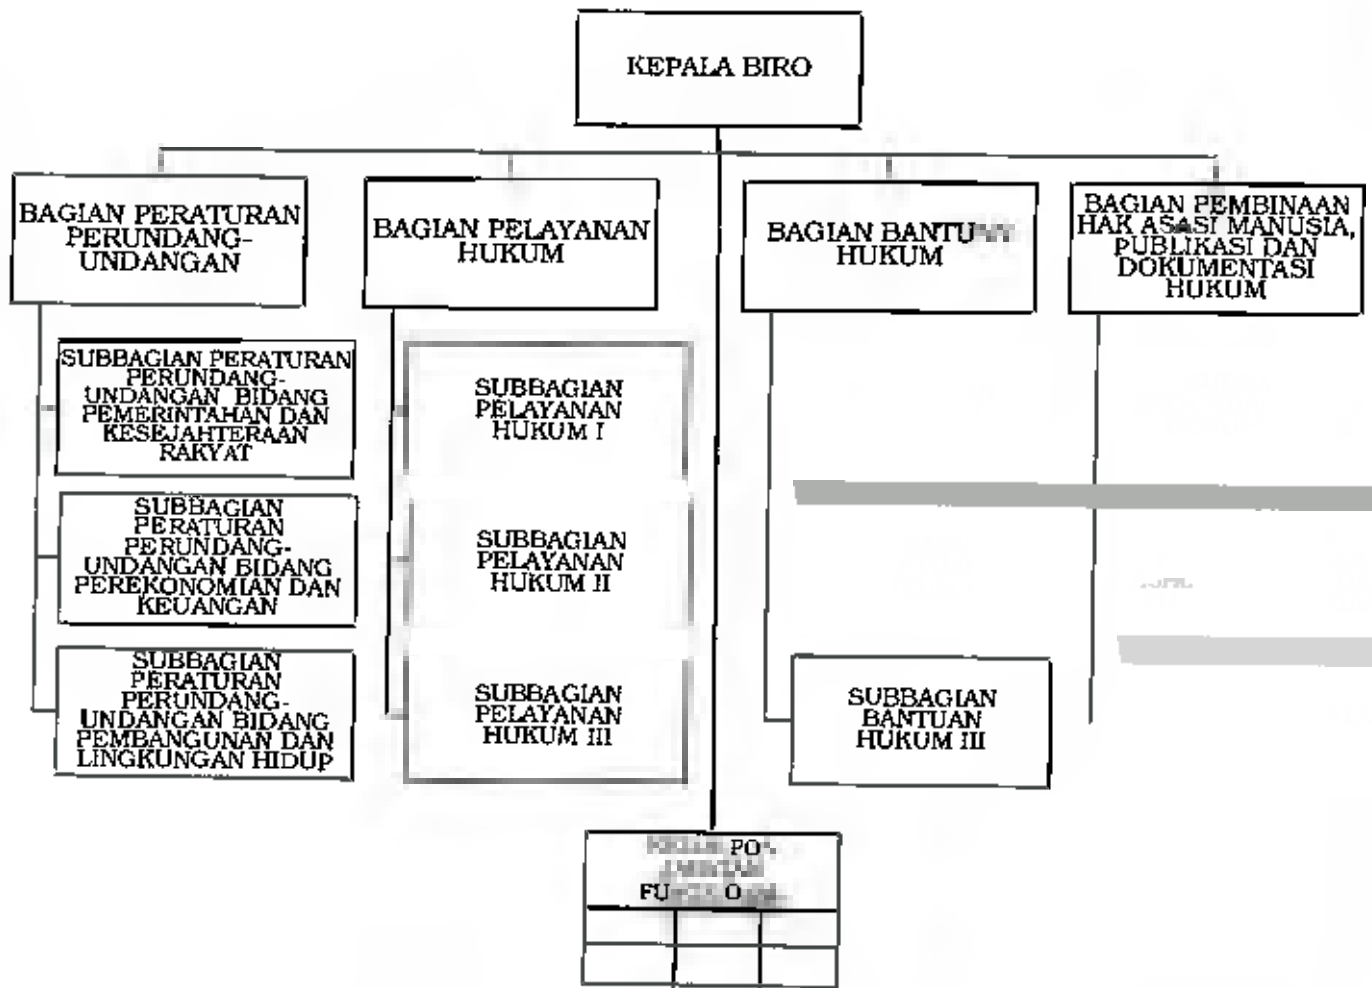 KEPALA BIRO
BAGIAN PERATURAN
PERUNDANG-
UNDANGAN
BAGIAN PELAYANAN
HUKUM
BAGIAN
HUKUM
BAGIAN PEMBINAAN
HAK ASASI MANUSIA,
PUBLIKASI DAN
DOKUMENTASI
HUKUM
SUBBAGIAN PERATURAN
PERUNDANG-
UNDANGAN BIDANG
PEMERINTAHAN DAN
KESEJAHTERAAN
RAKYAT
SUBBAGIAN
PERATURAN
PERUNDANG-
UNDANGAN BIDANG
PEREKONOMIAN DAN
KEUANGAN
SUBBAGIAN
PERATURAN
PERUNDANG-
UNDANGAN BIDANG
PEMBANGUNAN DAN
LINGKUNGAN HIDUP
SUBBAGIAN
PELAYANAN
HUKUM I
SUBBAGIAN
PELAYANAN
HUKUM II
SUBBAGIAN
PELAYANAN
HUKUM III
SUBBAGIAN
BANTUAN
HUKUM III